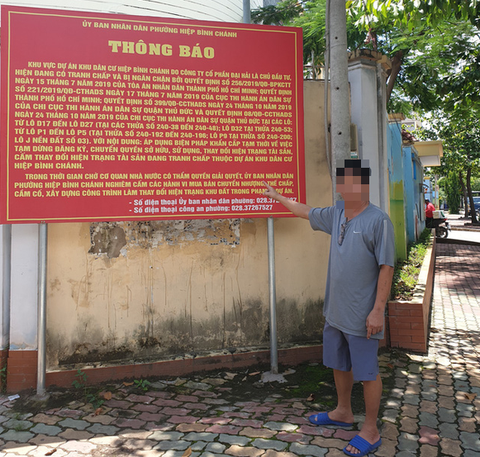 ỦY BAN NHÂN DÂN PHƯỜNG HIỆP BÌNH CHÁNH
THÔNG BÁO
KHU VỰC DỰ ÁN KHU DÂN CƯ HIỆP BÌNH CHÁNH DO CÔNG TY CỔ PHẦN ĐẠI HẢI LÀ CHỦ ĐẦU TƯ,
HIỆN ĐANG CÓ TRANH CHẤP VÀ BỊ NGĂN CHẶN BỞI QUYẾT ĐỊNH SỐ 256/2019/QĐ-BPKCTT
NGÀY 15 THÁNG 7 NĂM 2019 CỦA TÒA ÁN NHÂN DÂN THÀNH PHỐ HỒ CHÍ MINH; QUYẾT ĐỊNH
SỐ 221/2019/QĐ-CTHADS NGÀY 17 THÁNG 7 NĂM 2019 CỦA CỤC THI HÀNH ÁN DÂN SỰ
THÀNH PHỐ HỒ CHÍ MINH; QUYẾT ĐỊNH SỐ 399/QĐ-CCTHADS NGÀY 24 THÁNG 10 NĂM 2019
CỦA CHI CỤC THI HÀNH ÁN DÂN SỰ QUẬN THỦ ĐỨC VÀ QUYẾT ĐỊNH 08/QĐ-CCTHADS
NGÀY 24 THÁNG 10 NĂM 2019 CỦA CHI CỤC THI HÀNH ÁN DÂN SỰ QUẬN THỦ ĐỨC TẠI CÁC LÔ:
TỪ LÔ D17 ĐẾN LÔ D27 (TẠI CÁC THỬA SỐ 240-38 ĐẾN 240-48); LÔ D32 TẠI THỬA 240-53;
TỪ LÔ P1 ĐẾN LÔ P5 (TẠI THỬA SỐ 240-192 ĐẾN 240-196); LÔ P9 TẠI THỬA SỐ 240-200;
LÔ J NỀN ĐẤT SỐ 03), VỚI NỘI DUNG: ÁP DỤNG BIỆN PHÁP KHẨN CẤP TẠM THỜI VỀ VIỆC
TẠM DỪNG ĐĂNG KÝ, CHUYỂN QUYỀN SỞ HỮU, SỬ DỤNG, THAY ĐỔI HIỆN TRẠNG TÀI SẢN,
CẤM THAY ĐỔI HIỆN TRẠNG TÀI SẢN ĐANG TRANH CHẤP THUỘC DỰ ÁN KHU DÂN CƯ
HIỆP BÌNH CHÁNH.
TRONG THỜI GIAN CHỜ CƠ QUAN NHÀ NƯỚC CÓ THẨM QUYỀN GIẢI QUYẾT, ỦY BAN NHÂN DÂN
PHƯỜNG HIỆP BÌNH CHÁNH NGHIÊM CẤM CÁC HÀNH VI MUA BÁN CHUYỂN NHƯỢNG, THẾ CHẤP,
CẦM CỐ, XÂY DỰNG CÔNG TRÌNH LÀM THAY ĐỔI HIỆN TRẠNG KHU ĐẤT TRONG PHẠM VI DỰ ÁN.
- Số điện thoại Ủy ban nhân dân phường: 028.
- Số điện thoại công an phường: 028.37267527